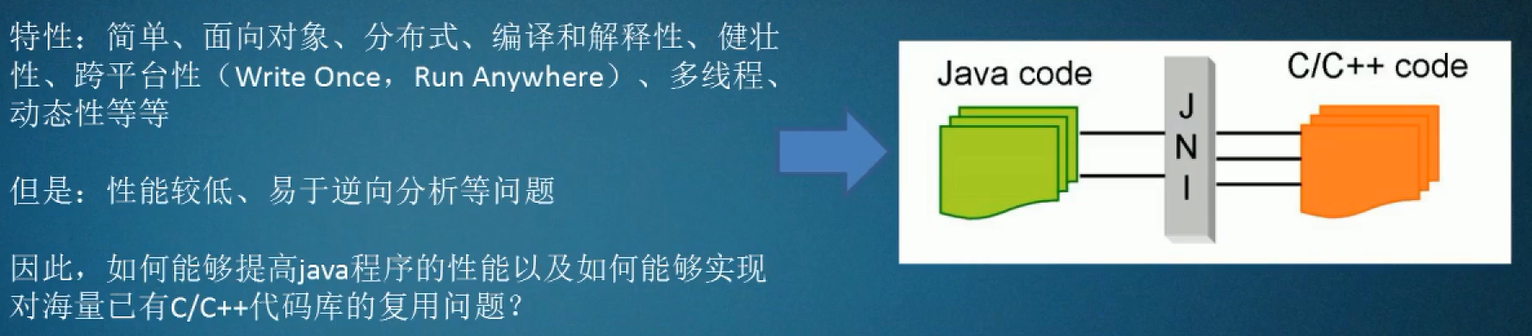 特性：简单、面向对象、分布式、编译和解释性、健壮
性、跨平台性（Write Once，Run Anywhere）、多线程、
动态性等等
但是：性能较低、易于逆向分析等问题
因此，如何能够提高java程序的性能以及如何能够实现
对海量已有C/C++代码库的复用问题？
Java code
J
N
I
C/C++ code